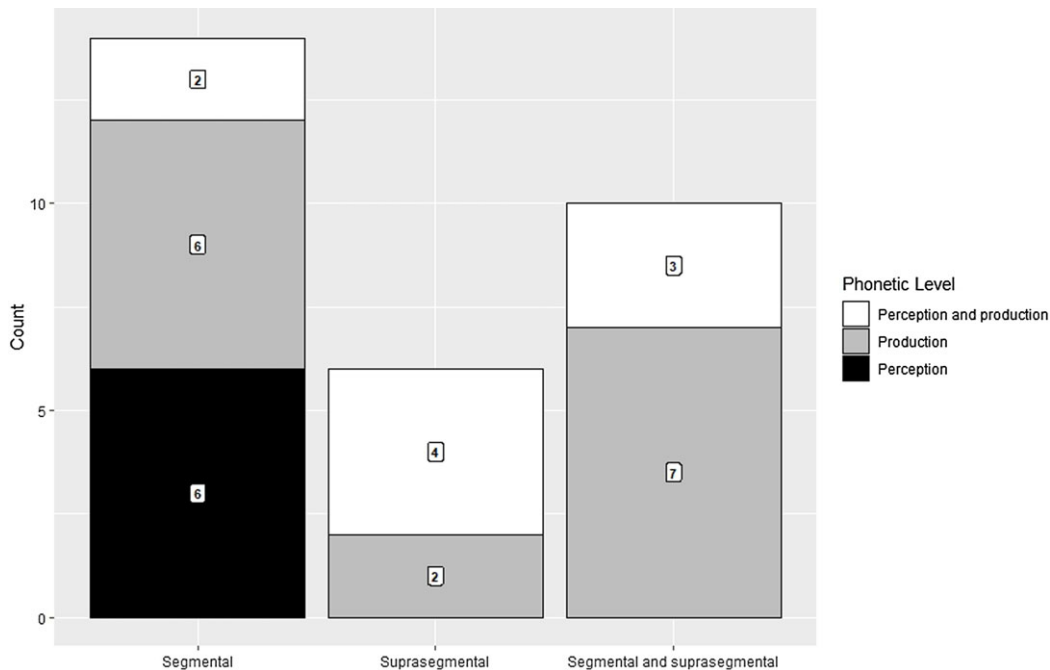 Count
10
5
0
2
6
6
4
2
3
7
Segmental
Suprasegmental
Segmental and suprasegmental
Phonetic Level
Perception and production
Production
Perception